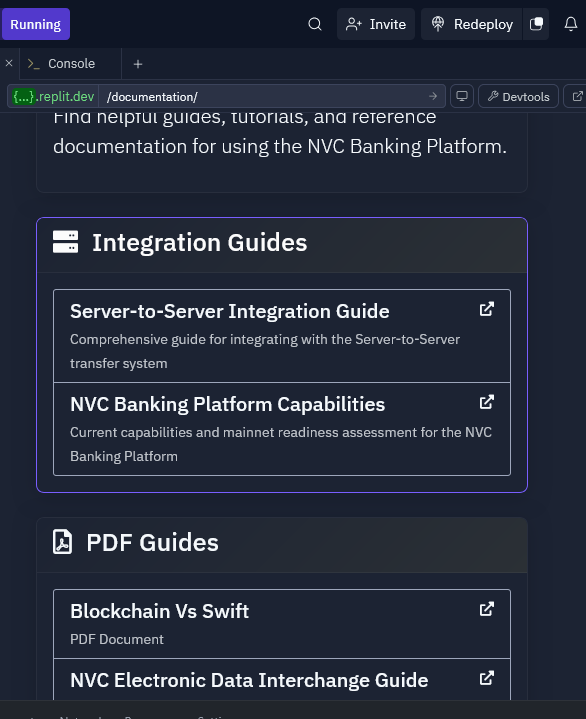 Running
Invite
Redeploy
Console
{...}.replit.dev
/documentation/
Devtools
Find helpful guides, tutorials, and reference
documentation for using the NVC Banking Platform.
Integration Guides
Server-to-Server Integration Guide
Comprehensive guide for integrating with the Server-to-Server
transfer system
NVC Banking Platform Capabilities
Current capabilities and mainnet readiness assessment for the NVC
Banking Platform
PDF Guides
Blockchain Vs Swift
PDF Document
NVC Electronic Data Interchange Guide